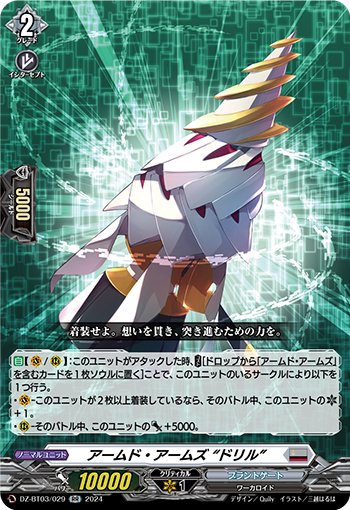 2
グレード
インターセプト
5000
シールド
着装せよ。想いを貫き、突き進むための力を。
【自】【(V)/(R)】:このユニットがアタックした時、【ドロップから「アームド・アームズ」
を含むカードを1枚ソウルに置く】ことで、このユニットのいるサークルにより以下を
1つ行う。
・(V)-このユニットが2枚以上着装しているなら、そのバトル中、このユニットの☆
+1。
・(R)-そのバトル中、このユニットのパワー+5000。
ノーマルユニット
アームド・アームズ “ドリル”
パワー 10000
クリティカル
☆1
ブラントゲート
ワーカロイド
DZ-BT03/029 RR 2024
デザイン/Quily イラスト/三越はるは